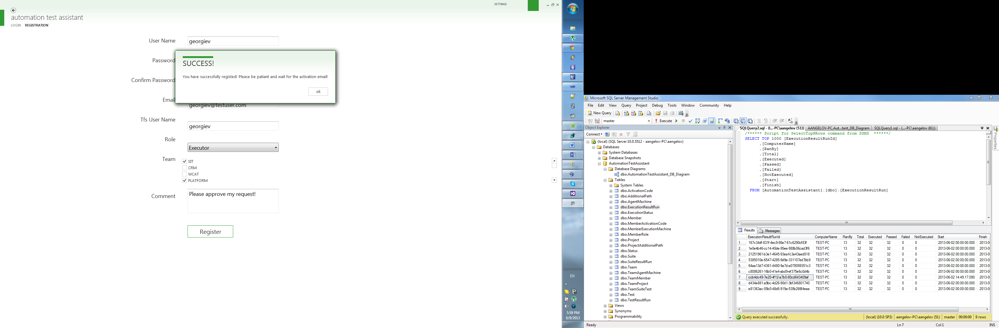 SETTINGS
automation test assistant
LOGIN REGISTRATION
User Name
georgiev
Password
SUCCESS!
You have successfully registed! Please be patiant and wait for the activation email!
ok
Confirm Password
Email
georgiev@testuser.com
Tfs User Name
georgiev
Role
Executor
Team
SIT
CRM
WCAT
PLATFORM
Comment
Please approve my request!
Register
EN
5:59 PM
6/9/2013
Microsoft SQL Server Management Studio
File Edit View Query Project Debug Tools Window Community Help
New Query
master
Execute
Object Explorer
Connect
(local) (SQL Server 10.0.5512 - aangelov-PC\aangelov)
Databases
System Databases
Database Snapshots
AutomationTestAssistant
Database Diagrams
dbo.AutomationTestAssistant_DB_Diagram
Tables
System Tables
dbo.ActivationCode
dbo.AdditionalPath
dbo.AgentMachine
dbo.ExecutionResultRun
dbo.ExecutionStatus
dbo.Member
dbo.MemberActivationCode
dbo.MemberExecutionMachine
dbo.MemberRole
dbo.Project
dbo.ProjectAdditionalPath
dbo.Status
dbo.Suite
dbo.SuiteResultRun
dbo.Team
dbo.TeamAgentMachine
dbo.TeamMember
dbo.TeamProject
dbo.TeamSuiteTest
dbo.Test
dbo.TestResultRun
Views
Synonyms
Programmability
SQLQuery2.sql - (l...-PC\aangelov (51)) AANGELOV-PC.Aut...tant_DB_Diagram SQLQuery1.sql - (...-PC\aangelov (61))
Properties
/****** Script for SelectTopNRows command from SSMS ******/
SELECT TOP 1000 [ExecutionResultRunId]
,[ComputerName]
,[RanBy]
,[Total]
,[Executed]
,[Passed]
,[Failed]
,[NotExecuted]
,[Start]
,[Finish]
FROM [AutomationTestAssistant].[dbo].[ExecutionResultRun]
Results Messages
ExecutionResultRunId ComputerName RanBy Total Executed Passed Failed NotExecuted Start Finish
1 167c34df-831f-4ec9-86e7-61c6290cf83f TEST-PC 13 32 32 32 0 0 2013-06-02 00:00:00.000 2013-0
2 1e0e4b46-cc14-40de-95ee-988b06cad3f6 TEST-PC 13 32 32 32 0 0 2013-06-02 00:00:00.000 2013-0
3 21251961-b3e1-4645-93ea-fc3e43aed818 TEST-PC 13 32 32 32 0 0 2013-06-02 00:00:00.000 2013-0
4 5385010e-6547-4285-9d9e-331107ed7bb9 TEST-PC 13 32 32 32 0 0 2013-06-02 00:00:00.000 2013-0
5 64aa13d7-4361-4480-9a7d-a078099351c3 TEST-PC 13 32 32 32 0 0 2013-06-02 00:00:00.000 2013-0
6 c8086261-16b0-41e4-abd9-ef375e6c0d4b TEST-PC 13 32 32 32 0 0 2013-06-02 00:00:00.000 2013-0
7 ccb4dc49-7e20-4f12-a7b0-80cd643409af TEST-PC 13 32 32 32 0 0 2013-06-02 14:49:17.090 2013-0
8 d434e881-a9bc-4d26-90d1-3bf346801740 TEST-PC 13 32 32 32 0 0 2013-06-02 00:00:00.000 2013-0
9 e81363ac-05b0-48d6-919a-535b266f4eaa TEST-PC 13 32 32 32 0 0 2013-06-02 00:00:00.000 2013-0
Query executed successfully. (local) (10.0 SP3) aangelov-PC\aangelov (51) master 00:00:00 9 rows
Ready Ln 7 Col 1 INS